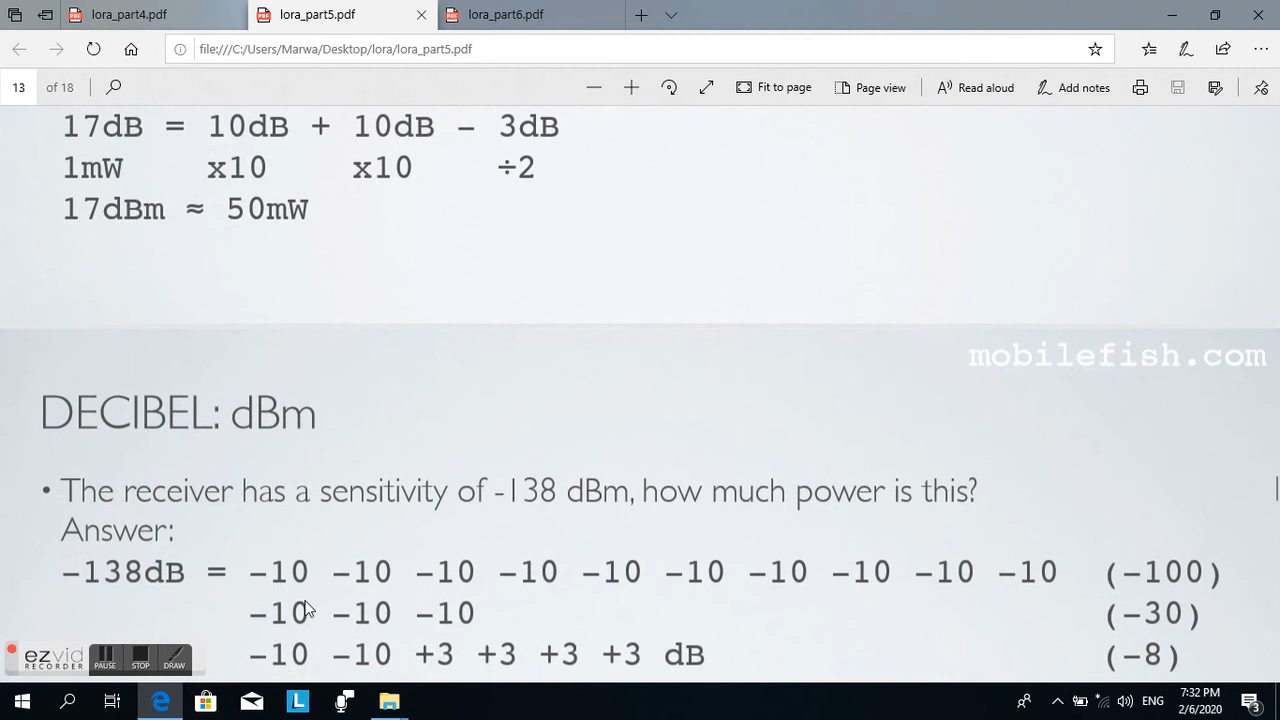 lora_part4.pdf lora_part5.pdf lora_part6.pdf
file:///C:/Users/Marwa/Desktop/lora/lora_part5.pdf
13 of 18 Fit to page Page view Read aloud Add notes
17dB = 10dB + 10dB - 3dB
1mW x10 x10 ÷2
17dBm ≈ 50mW
mobilefish.com
DECIBEL: dBm
• The receiver has a sensitivity of -138 dBm, how much power is this?
Answer:
-138dB = -10 -10 -10 -10 -10 -10 -10 -10 -10 -10 (-100)
-10 -10 -10 (-30)
-10 -10 +3 +3 +3 +3 dB (-8)
ezvid
RECORDER
PAUSE STOP DRAW
ENG
7:32 PM
2/6/2020
3